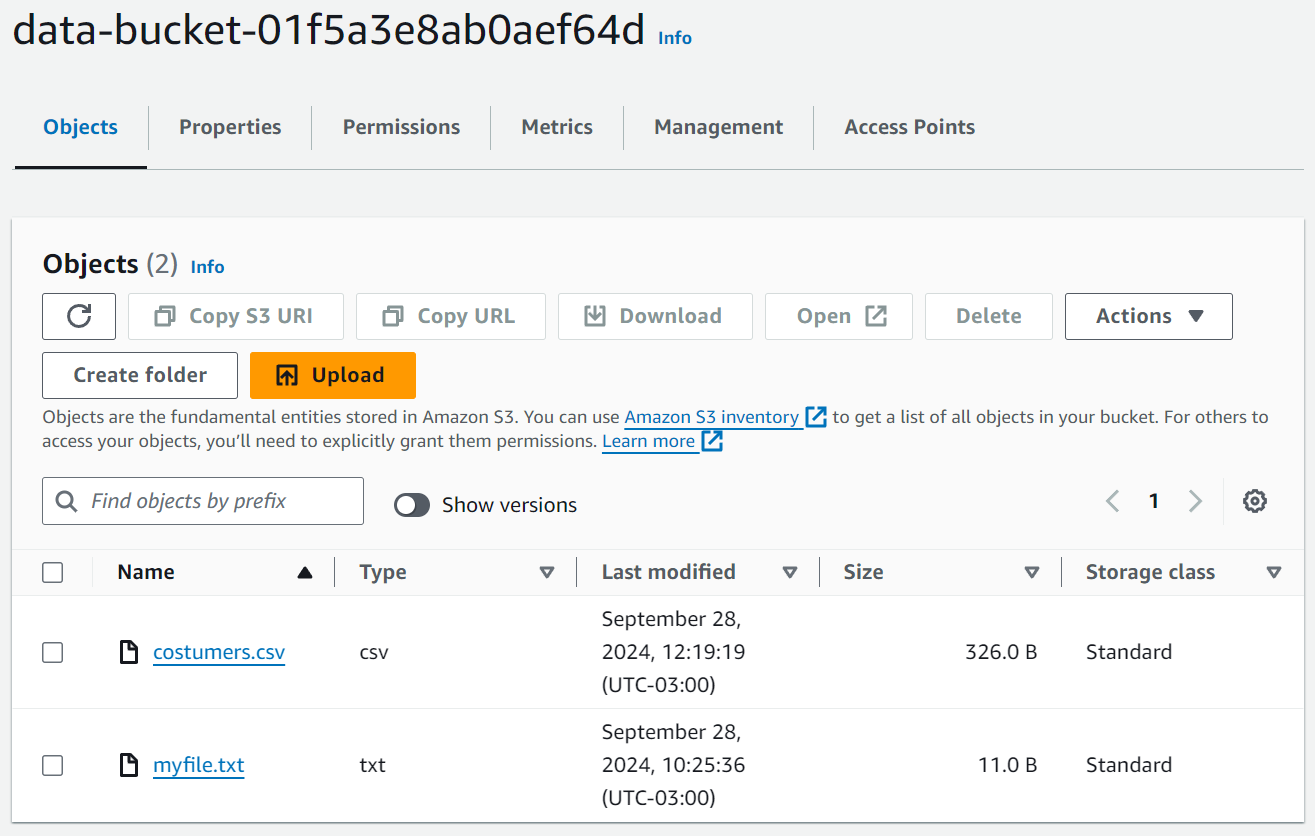 data-bucket-01f5a3e8ab0aef64d Info
Objects Properties Permissions Metrics Management Access Points
Objects (2) Info
Copy S3 URI Copy URL Download Open Delete Actions
Create folder Upload
Objects are the fundamental entities stored in Amazon S3. You can use Amazon S3 inventory to get a list of all objects in your bucket. For others to
access your objects, you’ll need to explicitly grant them permissions. Learn more
Find objects by prefix Show versions 1
Name Type Last modified Size Storage class
costumers.csv csv September 28, 2024, 12:19:19 (UTC-03:00) 326.0 B Standard
myfile.txt txt September 28, 2024, 10:25:36 (UTC-03:00) 11.0 B Standard